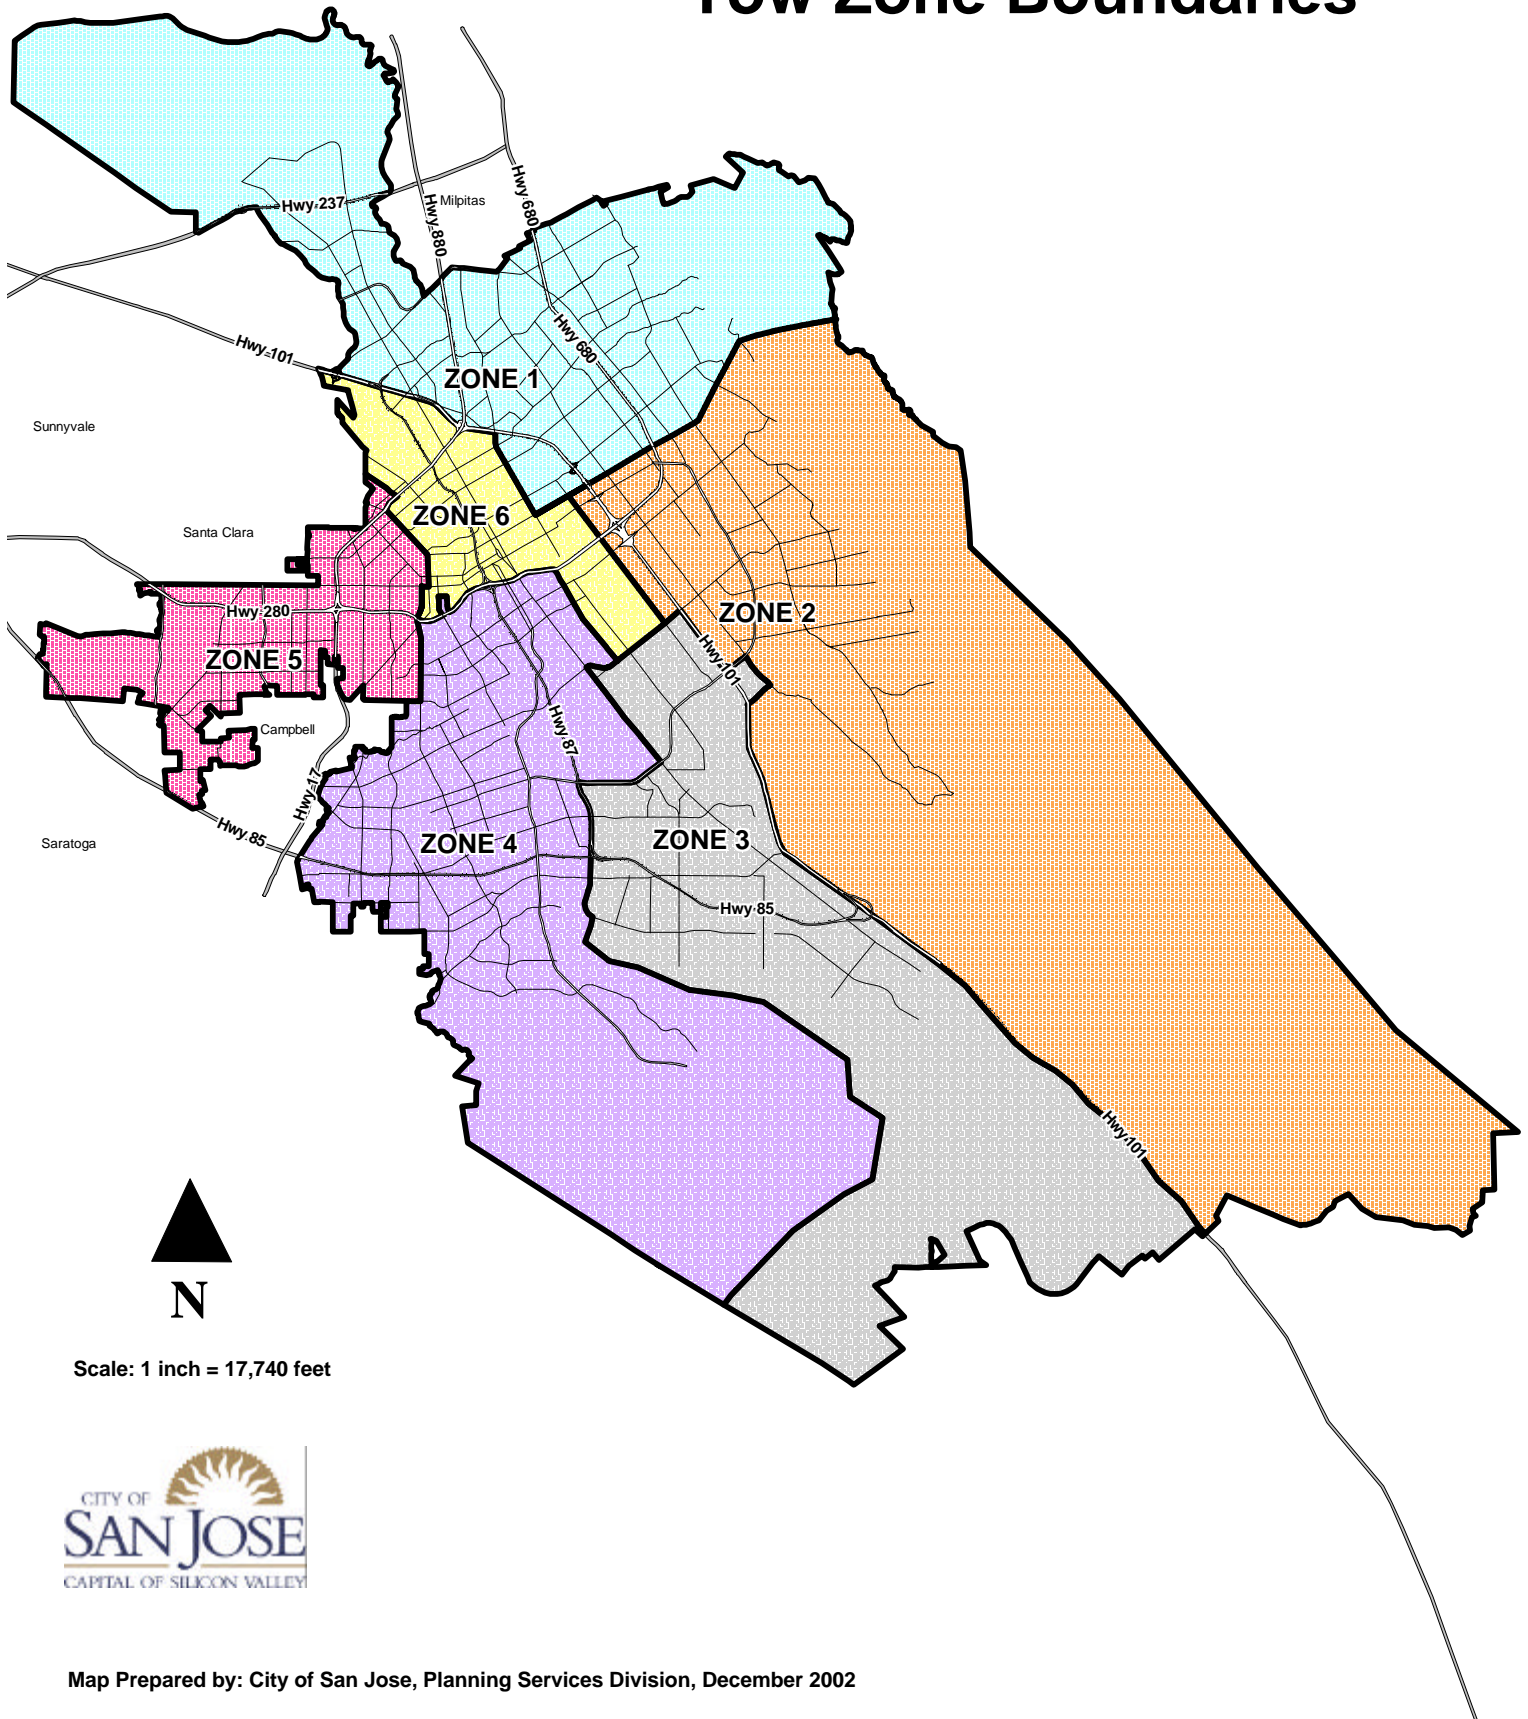 Tow Zone Boundaries
Hwy 237
Milpitas
Hwy 680
Hwy 880
Hwy 101
Hwy 680
ZONE 1
Sunnyvale
Santa Clara
ZONE 6
Hwy 280
ZONE 2
ZONE 5
Hwy 101
Campbell
Hwy 87
Hwy 17
Hwy 85
Saratoga
ZONE 4
ZONE 3
Hwy 85
Hwy 101
N
Scale: 1 inch = 17,740 feet
CITY OF
SAN JOSE
CAPITAL OF SILICON VALLEY
Map Prepared by: City of San Jose, Planning Services Division, December 2002